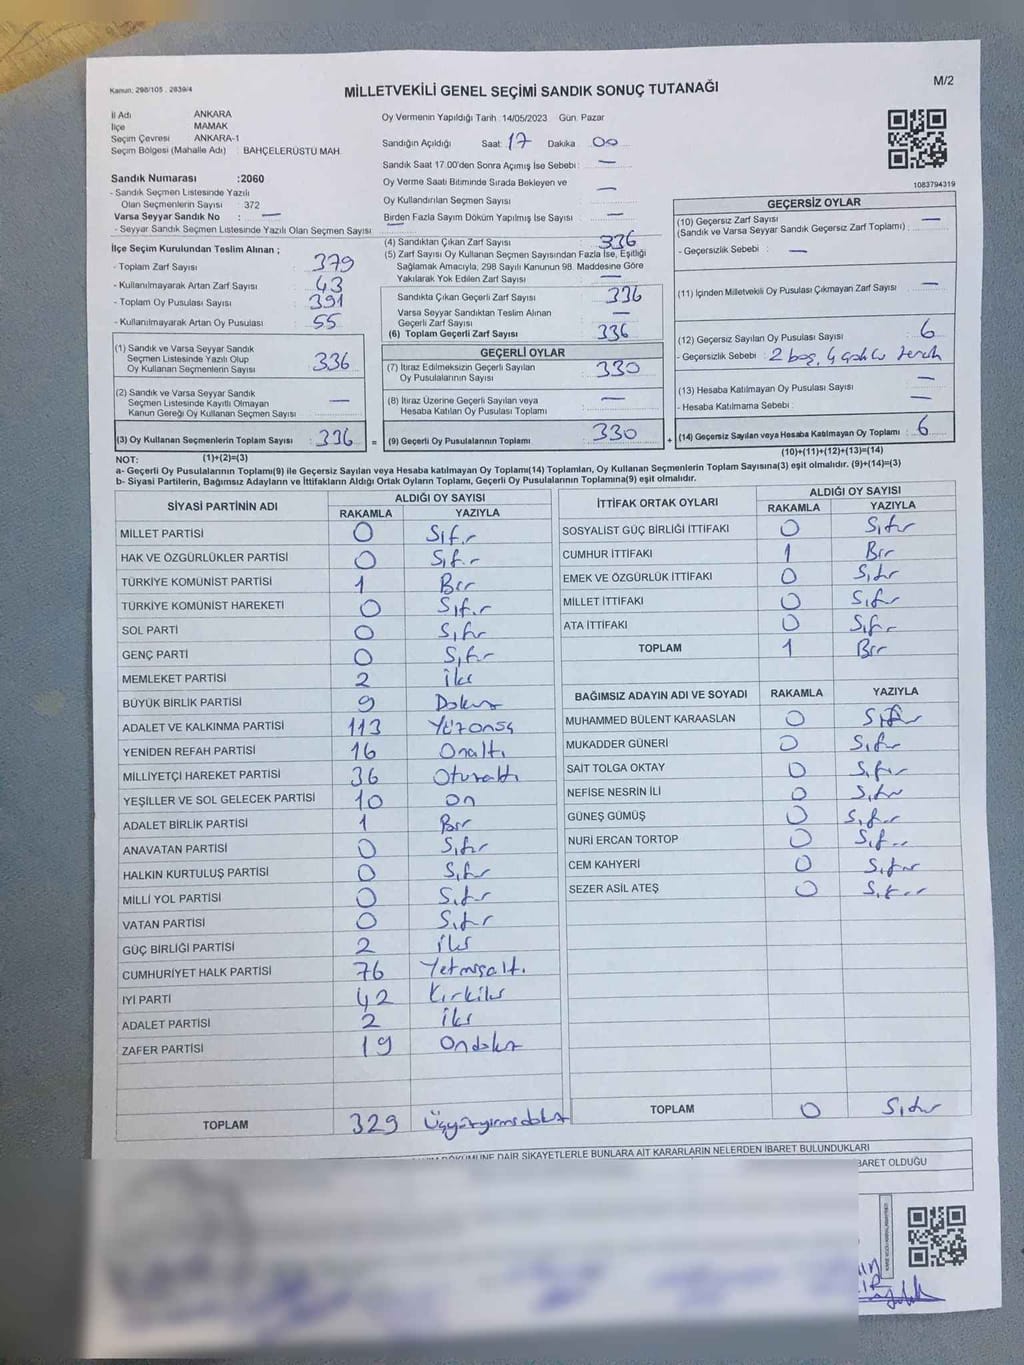 Kanun: 298/105 . 2839/4
MİLLETVEKİLİ GENEL SEÇİMİ SANDIK SONUÇ TUTANAĞI
M/2
İl Adı ANKARA
İlçe MAMAK
Seçim Çevresi ANKARA-1
Seçim Bölgesi (Mahalle Adı) : BAHÇELERÜSTÜ MAH.
Sandık Numarası :2060
- Sandık Seçmen Listesinde Yazılı
Olan Seçmenlerin Sayısı 372
Varsa Seyyar Sandık No : —
- Seyyar Sandık Seçmen Listesinde Yazılı Olan Seçmen Sayısı —
İlçe Seçim Kurulundan Teslim Alınan ;
- Toplam Zarf Sayısı : 379
- Kullanılmayarak Artan Zarf Sayısı : 43
- Toplam Oy Pusulası Sayısı : 391
- Kullanılmayarak Artan Oy Pusulası : 55
(1) Sandık ve Varsa Seyyar Sandık
Seçmen Listesinde Yazılı Olup
Oy Kullanan Seçmenlerin Sayısı : 336
(2) Sandık ve Varsa Seyyar Sandık
Seçmen Listesinde Kayıtlı Olmayan
Kanun Gereği Oy Kullanan Seçmen Sayısı : —
(3) Oy Kullanan Seçmenlerin Toplam Sayısı : 336
Oy Vermenin Yapıldığı Tarih : 14/05/2023 Gün: Pazar
Sandığın Açıldığı Saat: 17 Dakika 00
Sandık Saat 17.00'den Sonra Açımış İse Sebebi : —
Oy Verme Saati Bitiminde Sırada Bekleyen ve
Oy Kullandırılan Seçmen Sayısı : —
Birden Fazla Sayım Döküm Yapılmış İse Sayısı : —
(4) Sandıktan Çıkan Zarf Sayısı : 336
(5) Zarf Sayısı Oy Kullanan Seçmen Sayısından Fazla İse, Eşitliği
Sağlamak Amacıyla, 298 Sayılı Kanunun 98. Maddesine Göre
Yakılarak Yok Edilen Zarf Sayısı : —
Sandıkta Çıkan Geçerli Zarf Sayısı : 336
Varsa Seyyar Sandıktan Teslim Alınan
Geçerli Zarf Sayısı : —
(6) Toplam Geçerli Zarf Sayısı : 336
GEÇERLİ OYLAR
(7) İtiraz Edilmeksizin Geçerli Sayılan
Oy Pusulalarının Sayısı : 330
(8) İtiraz Üzerine Geçerli Sayılan veya
Hesaba Katılan Oy Pusulası Toplamı : —
= (9) Geçerli Oy Pusulalarının Toplamı : 330
1083794319
GEÇERSİZ OYLAR
(10) Geçersiz Zarf Sayısı : —
(Sandık ve Varsa Seyyar Sandık Geçersiz Zarf Toplamı)
- Geçersizlik Sebebi : —
(11) İçinden Milletvekili Oy Pusulası Çıkmayan Zarf Sayısı : —
(12) Geçersiz Sayılan Oy Pusulası Sayısı : 6
- Geçersizlik Sebebi : 2 boş, 4
(13) Hesaba Katılmayan Oy Pusulası Sayısı : —
- Hesaba Katılmama Sebebi : —
+ (14) Geçersiz Sayılan veya Hesaba Katılmayan Oy Toplamı : 6
NOT: (1)+(2)=(3) (10)+(11)+(12)+(13)=(14)
a- Geçerli Oy Pusulalarının Toplamı(9) ile Geçersiz Sayılan veya Hesaba katılmayan Oy Toplamı(14) Toplamları, Oy Kullanan Seçmenlerin Toplam Sayısına(3) eşit olmalıdır. (9)+(14)=(3)
b- Siyasi Partilerin, Bağımsız Adayların ve İttifakların Aldığı Oyların Toplamı, Geçerli Oy Pusulalarının Toplamına(9) eşit olmalıdır.
SİYASİ PARTİNİN ADI ALDIĞI OY SAYISI
RAKAMLA YAZIYLA
MİLLET PARTİSİ 0 Sıfır
HAK VE ÖZGÜRLÜKLER PARTİSİ 0 Sıfır
TÜRKİYE KOMÜNİST PARTİSİ 1 Bir
TÜRKİYE KOMÜNİST HAREKETİ 0 Sıfır
SOL PARTİ 0 Sıfır
GENÇ PARTİ 0 Sıfır
MEMLEKET PARTİSİ 2 İki
BÜYÜK BİRLİK PARTİSİ 9 Dokuz
ADALET VE KALKINMA PARTİSİ 113 Yüzonüç
YENİDEN REFAH PARTİSİ 16 Onaltı
MİLLİYETÇİ HAREKET PARTİSİ 36 Otuzaltı
YEŞİLLER VE SOL GELECEK PARTİSİ 10 On
ADALET BİRLİK PARTİSİ 1 Bir
ANAVATAN PARTİSİ 0 Sıfır
HALKIN KURTULUŞ PARTİSİ 0 Sıfır
MİLLİ YOL PARTİSİ 0 Sıfır
VATAN PARTİSİ 0 Sıfır
GÜÇ BİRLİĞİ PARTİSİ 2 İki
CUMHURİYET HALK PARTİSİ 76 Yetmişaltı
İYİ PARTİ 42 Kırkiki
ADALET PARTİSİ 2 İki
ZAFER PARTİSİ 19 Ondokuz
TOPLAM 329 Üçyüzyirmidokuz
İTTİFAK ORTAK OYLARI ALDIĞI OY SAYISI
RAKAMLA YAZIYLA
SOSYALİST GÜÇ BİRLİĞİ İTTİFAKI 0 Sıfır
CUMHUR İTTİFAKI 1 Bir
EMEK VE ÖZGÜRLÜK İTTİFAKI 0 Sıfır
MİLLET İTTİFAKI 0 Sıfır
ATA İTTİFAKI 0 Sıfır
TOPLAM 1 Bir
BAĞIMSIZ ADAYIN ADI VE SOYADI RAKAMLA YAZIYLA
MUHAMMED BÜLENT KARAASLAN 0 Sıfır
MUKADDER GÜNERİ 0 Sıfır
SAİT TOLGA OKTAY 0 Sıfır
NEFİSE NESRİN İLİ 0 Sıfır
GÜNEŞ GÜMÜŞ 0 Sıfır
NURİ ERCAN TORTOP 0 Sıfır
CEM KAHYERİ 0 Sıfır
SEZER ASİL ATEŞ 0 Sıfır
TOPLAM 0 Sıfır
DÖKÜMÜNE DAİR ŞİKAYETLERLE BUNLARA AİT KARARLARIN NELERDEN İBARET BULUNDUKLARI
BARET OLDUĞU